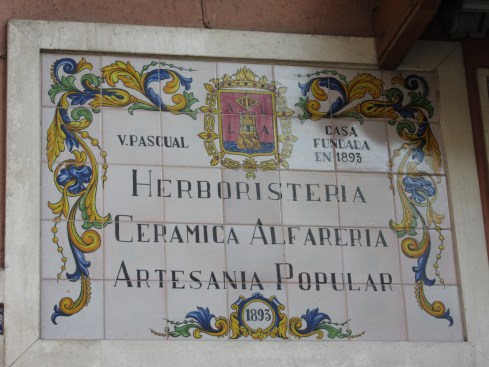 V. PASCUAL
CASA
FUNDADA
EN 1893
A
L A
HERBORISTERIA
CERAMICA ALFARERIA
ARTESANIA POPULAR
1893